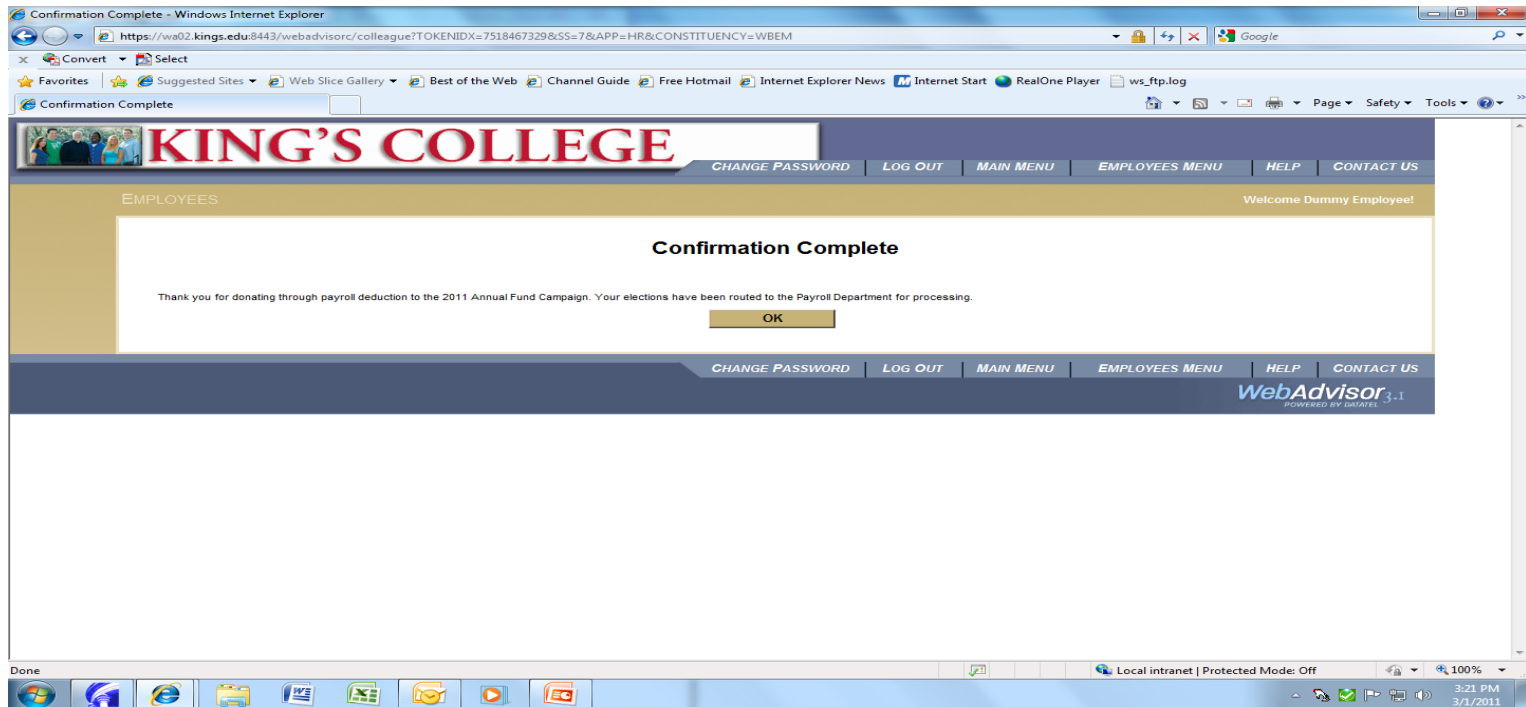 Confirmation Complete - Windows Internet Explorer
https://wa02.kings.edu:8443/webadvisorc/colleague?TOKENIDX=7518467329&SS=7&APP=HR&CONSTITUENCY=WBEM Google
x Convert Select
Favorites Suggested Sites Web Slice Gallery Best of the Web Channel Guide Free Hotmail Internet Explorer News Internet Start RealOne Player ws_ftp.log
Confirmation Complete Page Safety Tools
KING'S COLLEGE
CHANGE PASSWORD LOG OUT MAIN MENU EMPLOYEES MENU HELP CONTACT US
EMPLOYEES Welcome Dummy Employee!
Confirmation Complete
Thank you for donating through payroll deduction to the 2011 Annual Fund Campaign. Your elections have been routed to the Payroll Department for processing.
OK
CHANGE PASSWORD LOG OUT MAIN MENU EMPLOYEES MENU HELP CONTACT US
WebAdvisor 3.1
POWERED BY DATATEL
Done Local intranet | Protected Mode: Off 100%
3:21 PM
3/1/2011